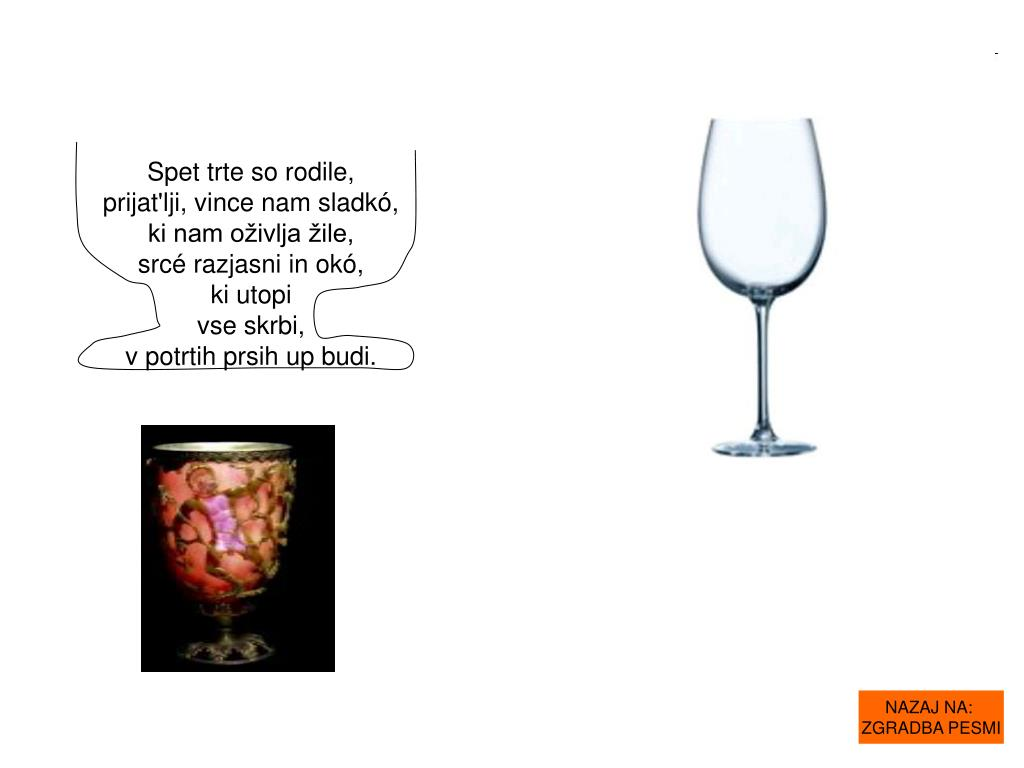 Spet trte so rodile,
prijat'lji, vince nam sladkó,
ki nam oživlja žile,
srcé razjasni in okó,
ki utopi
vse skrbi,
v potrtih prsih up budi.
-
NAZAJ NA:
ZGRADBA PESMI